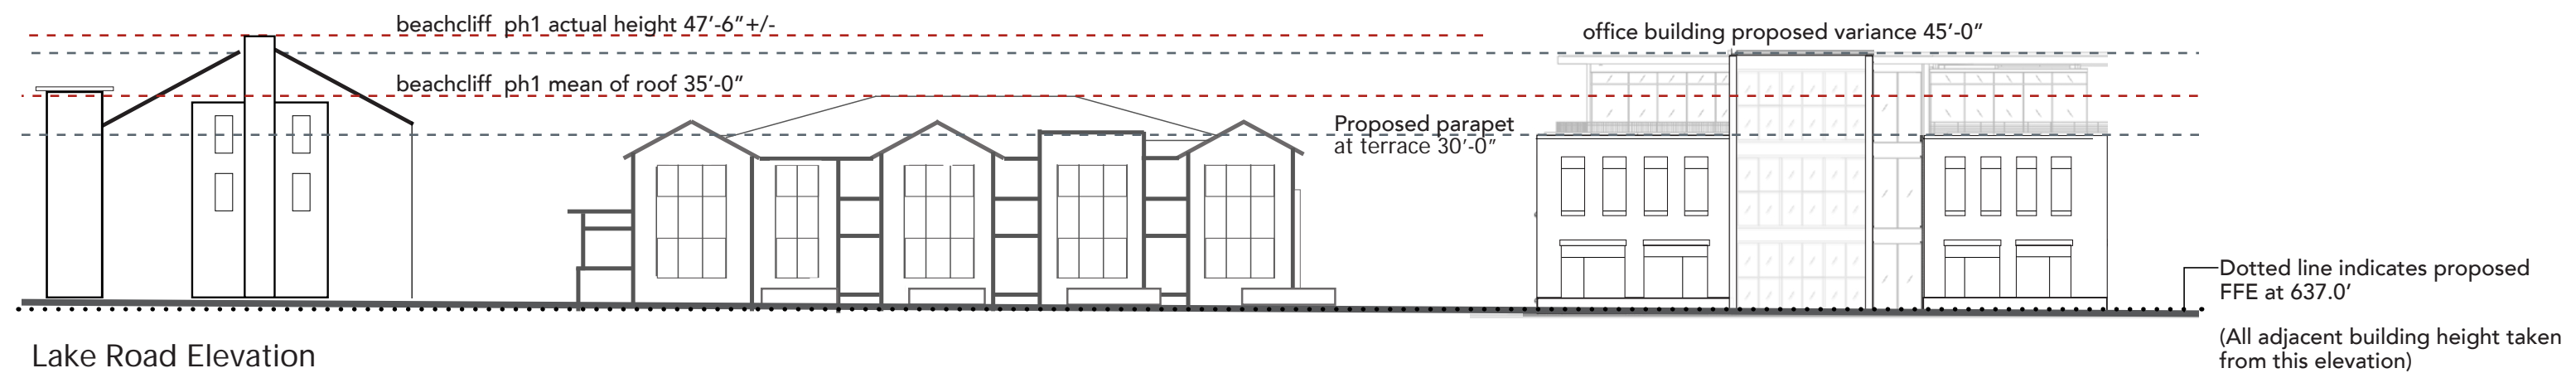 beachcliff ph1 actual height 47'-6"+/-
office building proposed variance 45'-0"
beachcliff ph1 mean of roof 35'-0"
Proposed parapet
at terrace 30'-0"
Dotted line indicates proposed
FFE at 637.0'
(All adjacent building height taken
from this elevation)
Lake Road Elevation